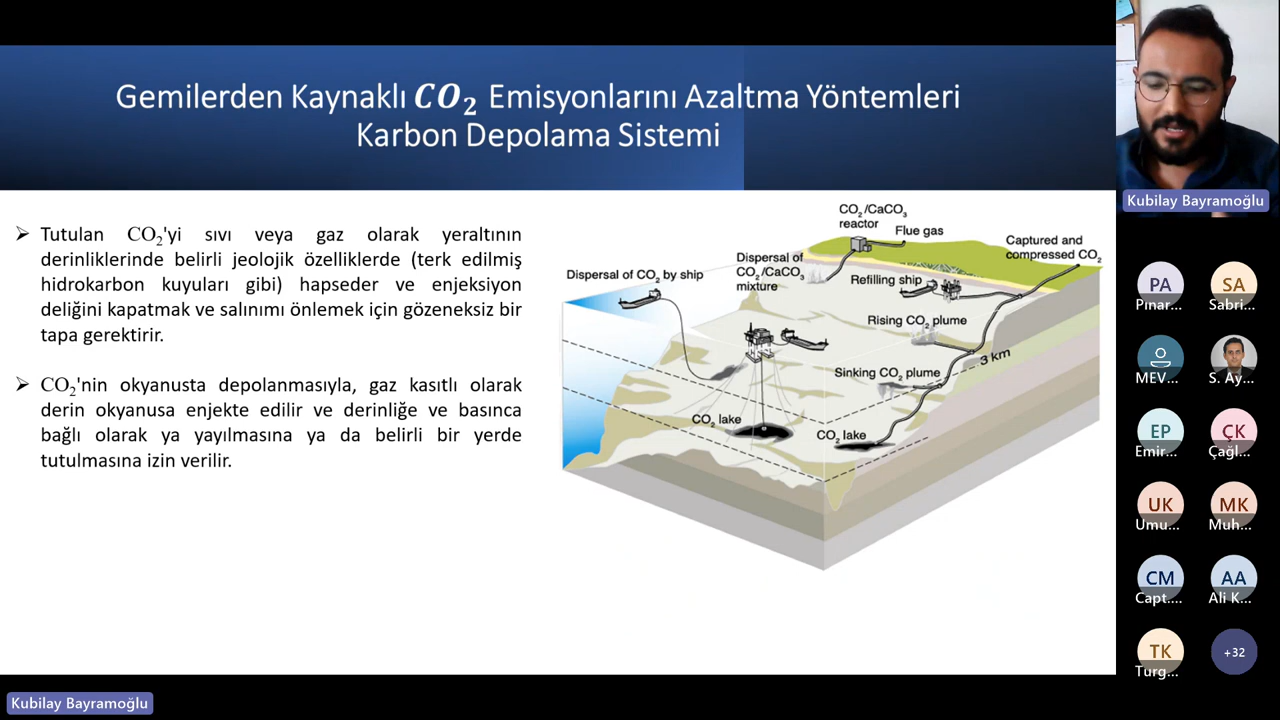 Gemilerden Kaynaklı CO₂ Emisyonlarını Azaltma Yöntemleri
Karbon Depolama Sistemi
➢ Tutulan CO₂'yi sıvı veya gaz olarak yeraltının
derinliklerinde belirli jeolojik özelliklerde (terk edilmiş
hidrokarbon kuyuları gibi) hapseder ve enjeksiyon
deliğini kapatmak ve salınımı önlemek için gözeneksiz bir
tapa gerektirir.
➢ CO₂'nin okyanusta depolanmasıyla, gaz kasıtlı olarak
derin okyanusa enjekte edilir ve derinliğe ve basınca
bağlı olarak ya yayılmasına ya da belirli bir yerde
tutulmasına izin verilir.
CO₂/CaCO₃
reactor
Flue gas
Captured and
compressed CO₂
Dispersal of
CO₂/CaCO₃
mixture
Dispersal of CO₂ by ship
Refilling ship
Rising CO₂ plume
3 km
Sinking CO₂ plume
CO₂ lake
CO₂ lake
Kubilay Bayramoğlu
PA
Pınar...
SA
Sabri...
MEV...
S. Ay...
EP
Emir...
ÇK
Çağl...
UK
Umu...
MK
Muh...
CM
Capt....
AA
Ali K...
TK
Turg...
+32
Kubilay Bayramoğlu